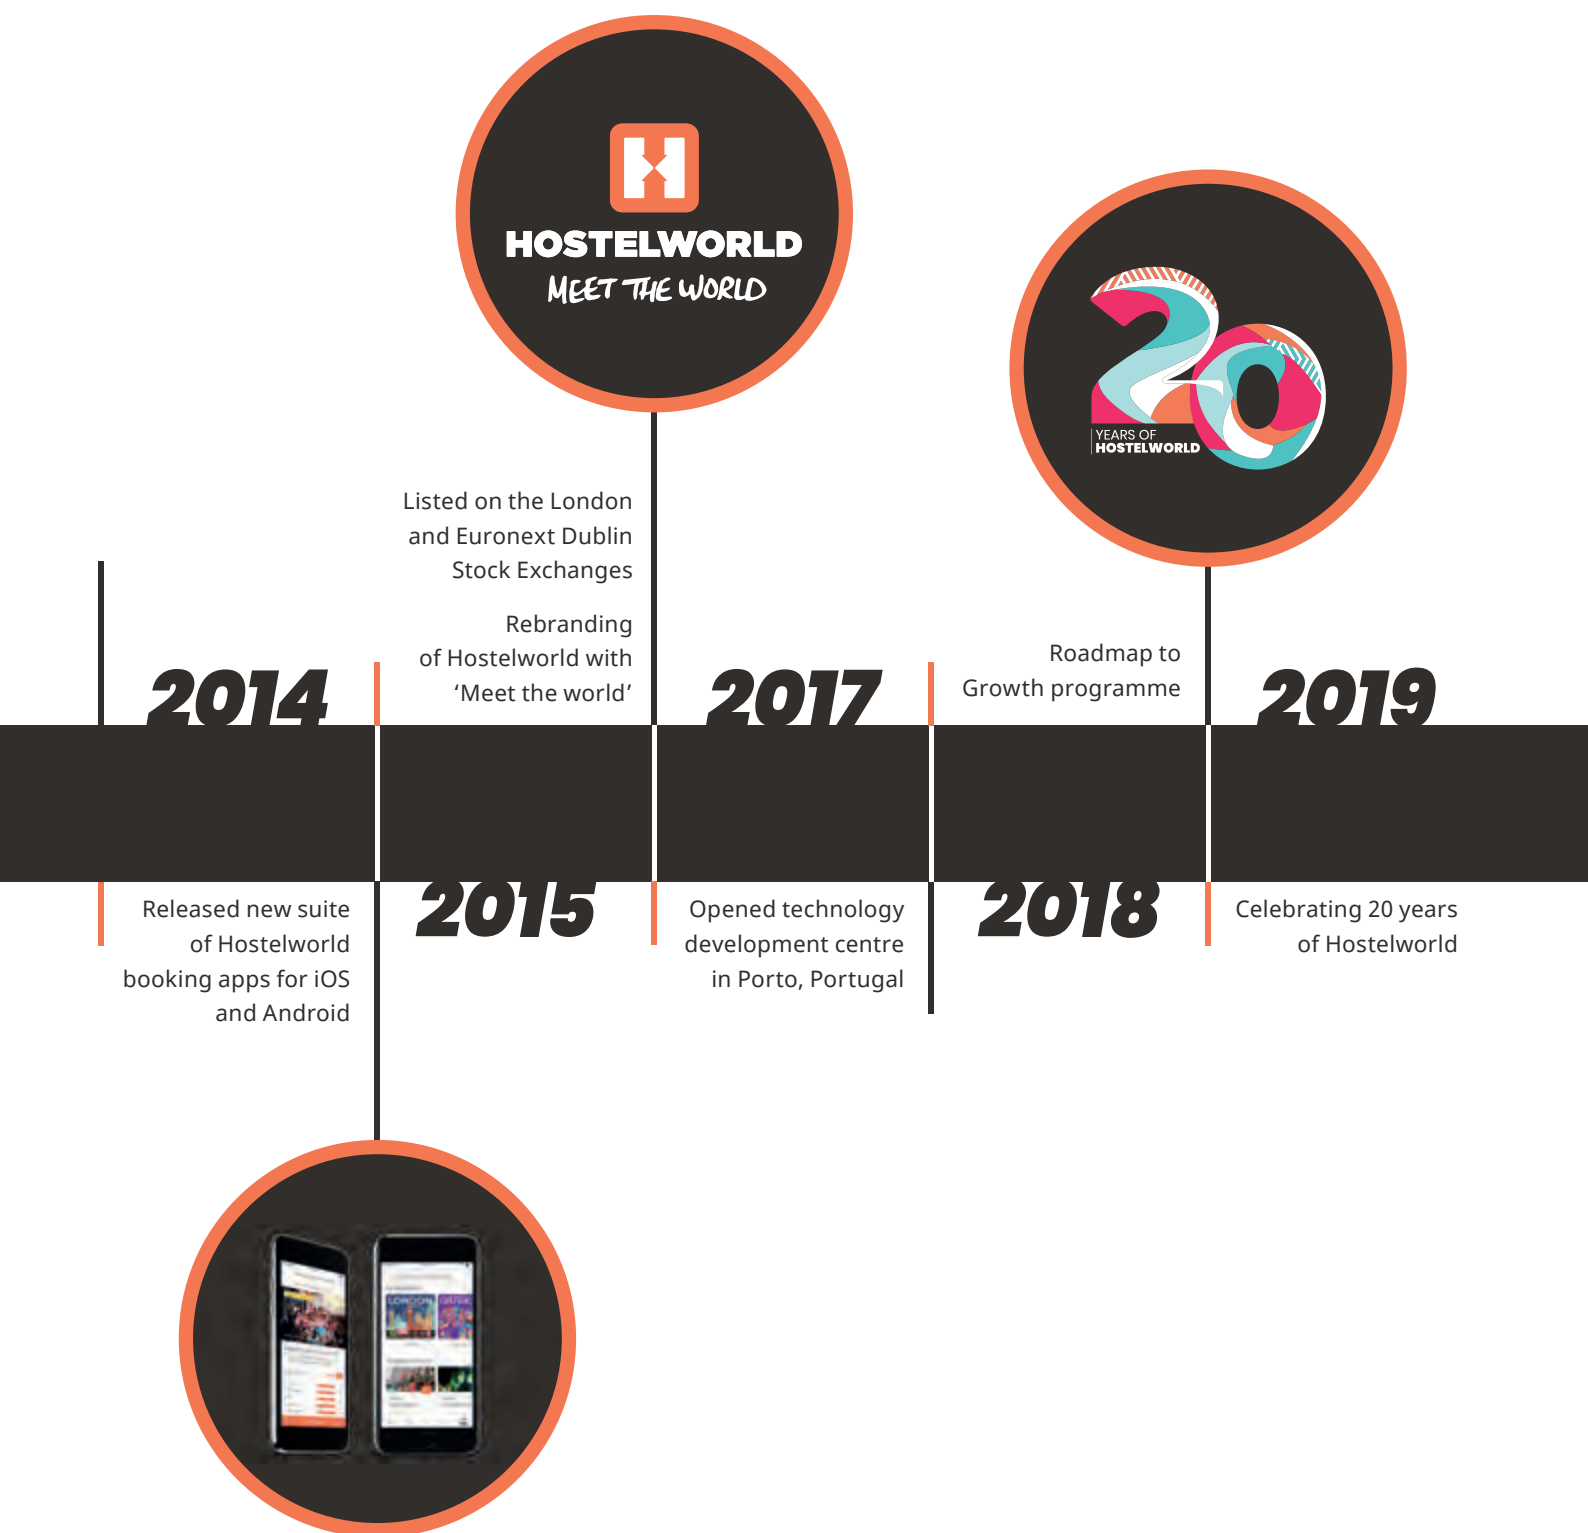 HOSTELWORLD
MEET THE WORLD
20
YEARS OF
HOSTELWORLD
Listed on the London
and Euronext Dublin
Stock Exchanges
Rebranding
of Hostelworld with
‘Meet the world’
Roadmap to
Growth programme
2014
2017
2019
2015
2018
Released new suite
of Hostelworld
booking apps for iOS
and Android
Opened technology
development centre
in Porto, Portugal
Celebrating 20 years
of Hostelworld
LONDON